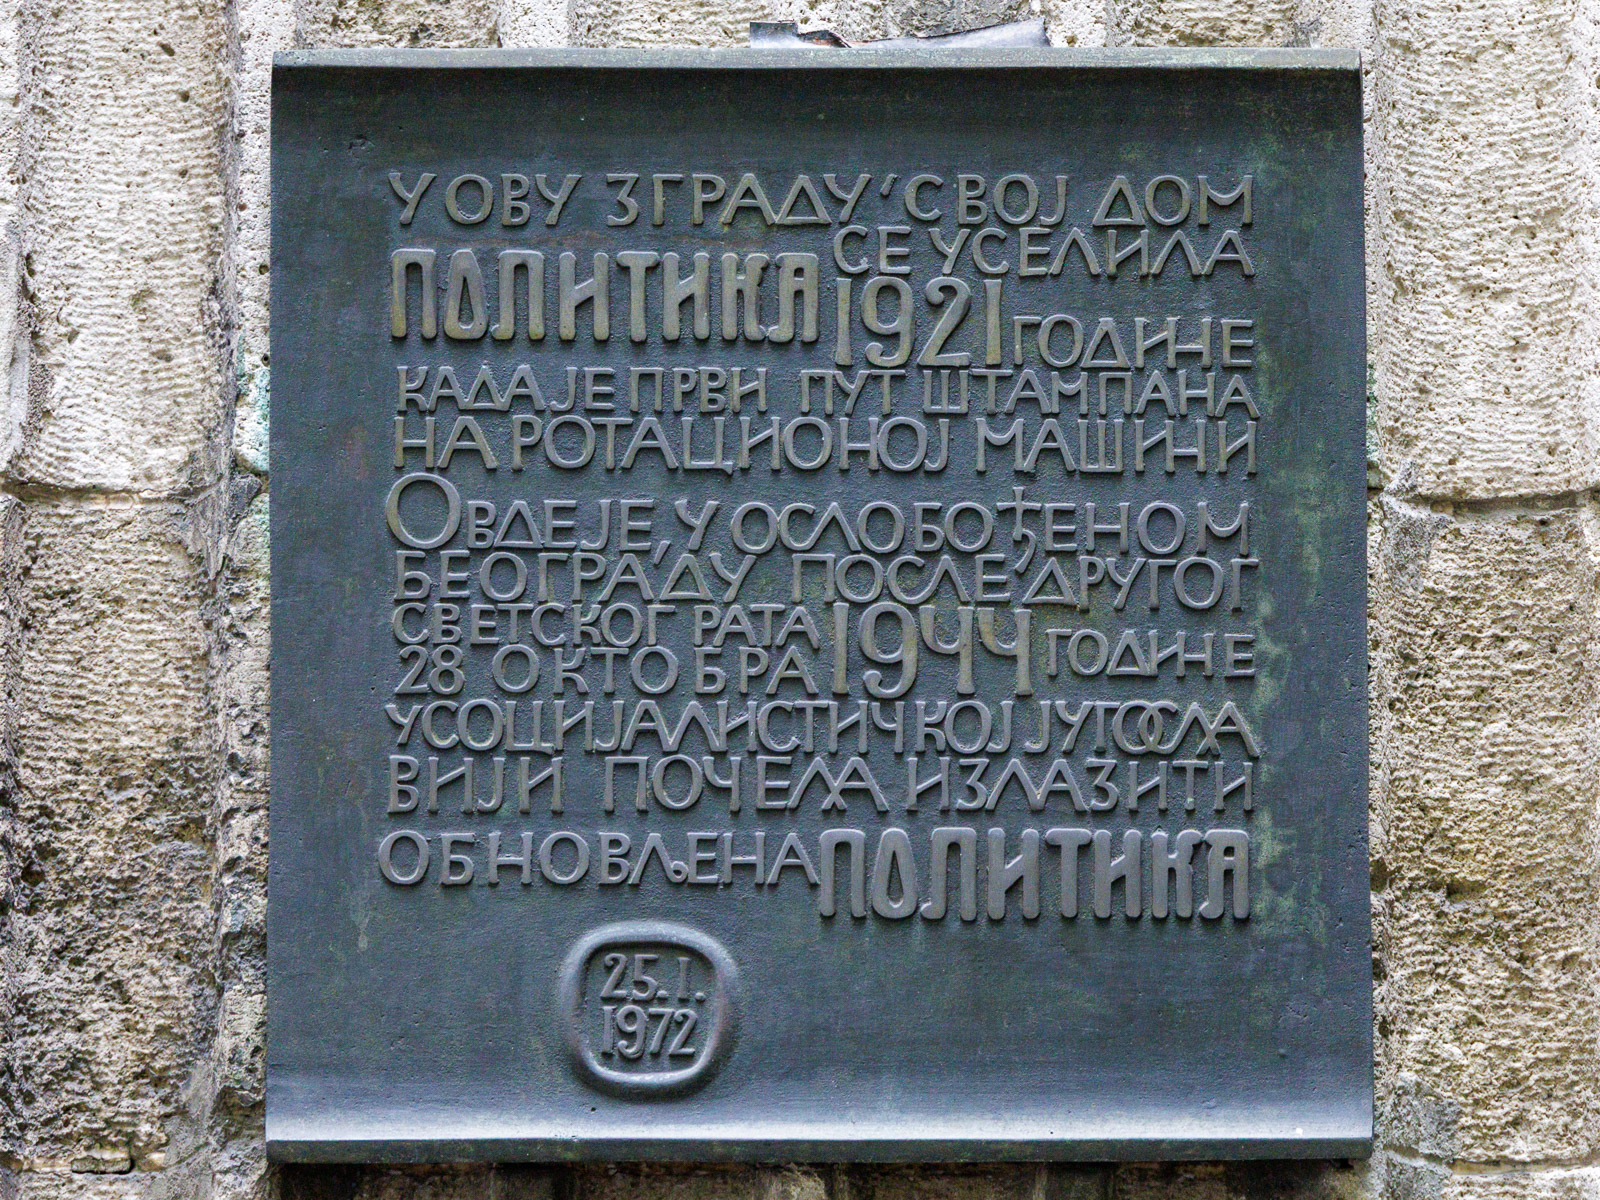 У ОВУ ЗГРАДУ, СВОЈ ДОМ
ПОЛИТИКА СЕ УСЕЛИЛА
1921 ГОДИНЕ
КАДА ЈЕ ПРВИ ПУТ ШТАМПАНА
НА РОТАЦИОНОЈ МАШИНИ
ОВДЕ ЈЕ, У ОСЛОБОЂЕНОМ
БЕОГРАДУ ПОСЛЕ ДРУГОГ
СВЕТСКОГ РАТА 1944 ГОДИНЕ
28 ОКТОБРА
У СОЦИЈАЛИСТИЧКОЈ ЈУГОСЛА
ВИЈИ ПОЧЕЛА ИЗЛАЗИТИ
ОБНОВЉЕНА ПОЛИТИКА
25. I.
1972